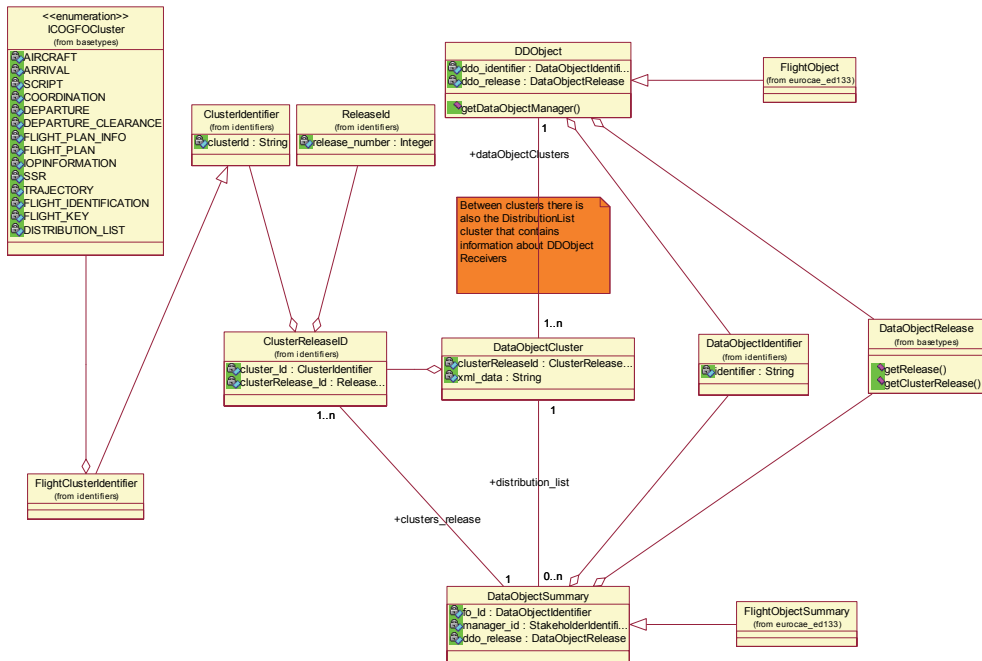 <<enumeration>>
ICOGFOCluster
(from basetypes)
AIRCRAFT
ARRIVAL
SCRIPT
COORDINATION
DEPARTURE
DEPARTURE_CLEARANCE
FLIGHT_PLAN_INFO
FLIGHT_PLAN
IOPINFORMATION
SSR
TRAJECTORY
FLIGHT_IDENTIFICATION
FLIGHT_KEY
DISTRIBUTION_LIST
ClusterIdentifier
(from identifiers)
clusterId : String
ReleaseId
(from identifiers)
release_number : Integer
DDObject
ddo_identifier : DataObjectIdentifi...
ddo_release : DataObjectRelease
getDataObjectManager()
FlightObject
(from eurocae_ed133)
1
+dataObjectClusters
Between clusters there is
also the DistributionList
cluster that contains
information about DDObject
Receivers
1..n
ClusterReleaseID
(from identifiers)
cluster_Id : ClusterIdentifier
clusterRelease_Id : Release...
1..n
DataObjectCluster
clusterReleaseId : ClusterRelease...
xml_data : String
1
DataObjectIdentifier
(from identifiers)
identifier : String
DataObjectRelease
(from basetypes)
getRelease()
getClusterRelease()
FlightClusterIdentifier
(from identifiers)
+distribution_list
+clusters_release
1
0..n
DataObjectSummary
fo_Id : DataObjectIdentifier
manager_id : StakeholderIdentifi...
ddo_release : DataObjectRelease
FlightObjectSummary
(from eurocae_ed133)